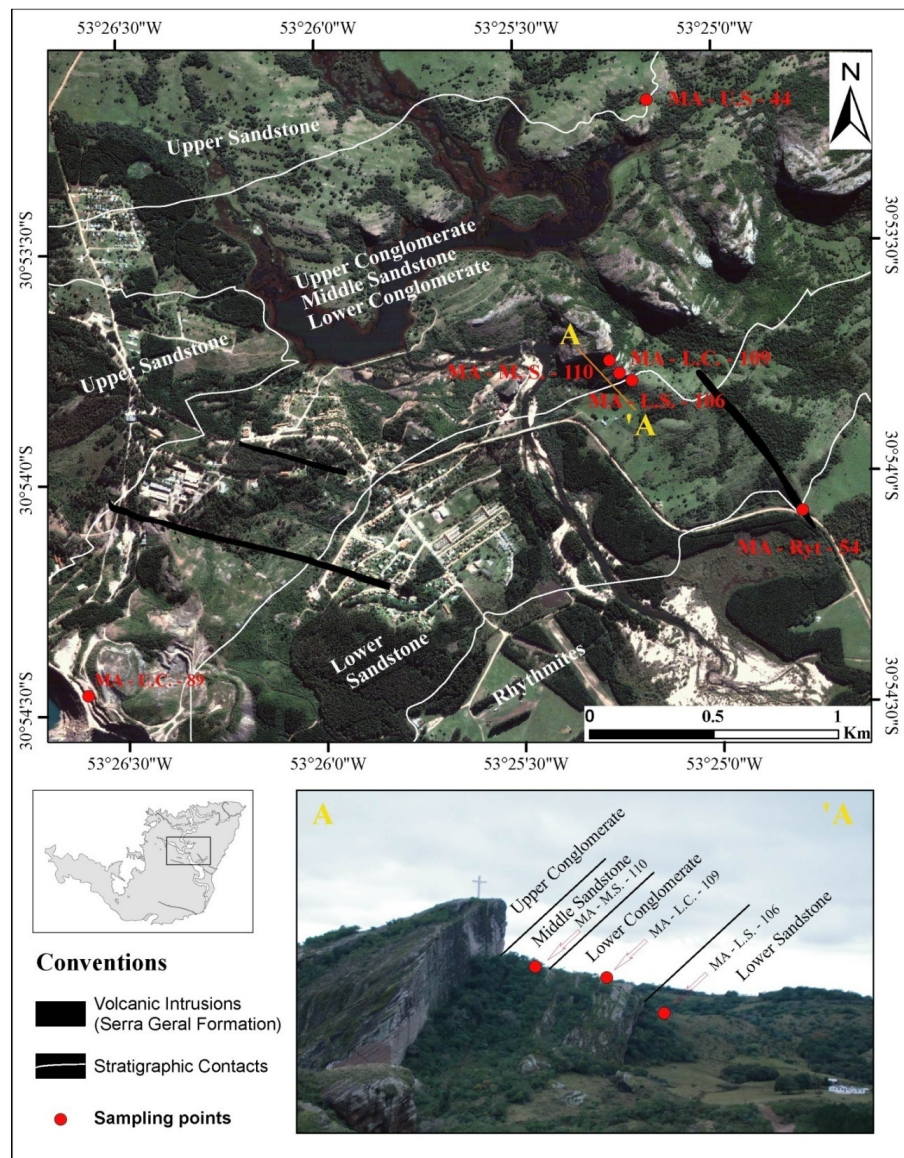 53°26'30"W 53°26'0"W 53°25'30"W 53°25'0"W
N
MA - U.S - 44
Upper Sandstone
30°53'30"S
30°53'30"S
Upper Conglomerate
Middle Sandstone
Lower Conglomerate
Upper Sandstone
A
MA - L.C. - 109
MA - M. S. - 110
MA - L.S. - 106
'A
30°54'0"S
30°54'0"S
MA - Ryt - 54
Lower
Sandstone
Rhythmites
MA - L.C. - 89
30°54'30"S
30°54'30"S
0 0.5 1
Km
53°26'30"W 53°26'0"W 53°25'30"W 53°25'0"W
A 'A
Upper Conglomerate
Middle Sandstone
MA - M.S. - 110
Lower Conglomerate
MA - L.C. - 109
MA - L.S. - 106
Lower Sandstone
Conventions
Volcanic Intrusions
(Serra Geral Formation)
Stratigraphic Contacts
Sampling points